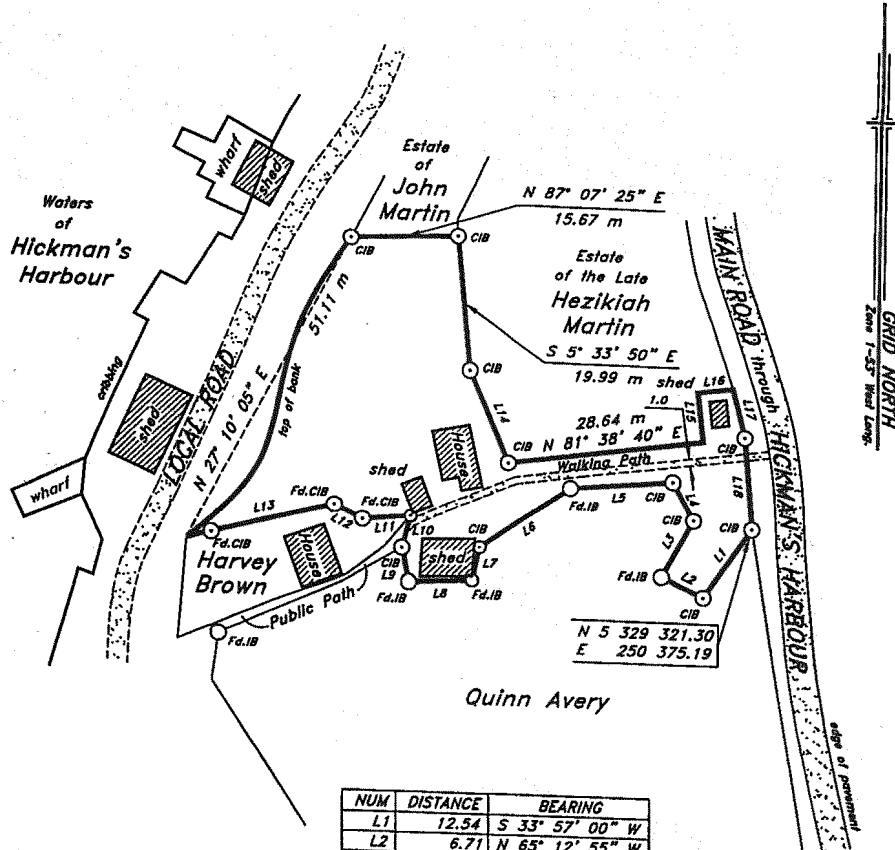 Estate
of
John
Martin
N 87° 07' 25" E
15.67 m
wharf
shed
Waters
of
Hickman's
Harbour
CIB
CIB
Estate
of the Late
Hezikiah
Martin
MAIN ROAD through HICKMAN'S HARBOUR
GRID NORTH
Zone 1-53° West Long.
51.11 m
S 5° 33' 50" E
19.99 m
cribbing
LOCAL ROAD
N 27° 10' 05" E
top of bank
CIB
shed
L16
1.0
L15
L17
L14
28.64 m
N 81° 38' 40" E
CIB
shed
House
shed
CIB
Walking Path
wharf
Fd.CIB
Fd.CIB
L13
L12
L11
L10
Fd.IB
L5
CIB
L4
L18
Fd.CIB
House
CIB
shed
CIB
L6
L7
L3
L1
Harvey
Brown
L9
L8
Fd.IB
Fd.IB
Fd.IB
L2
CIB
Public Path
Fd.IB
N 5 329 321.30
E 250 375.19
Quinn Avery
edge of pavement
NUM DISTANCE BEARING
L1 12.54 S 33° 57' 00" W
L2 6.71 N 65° 12' 55" W